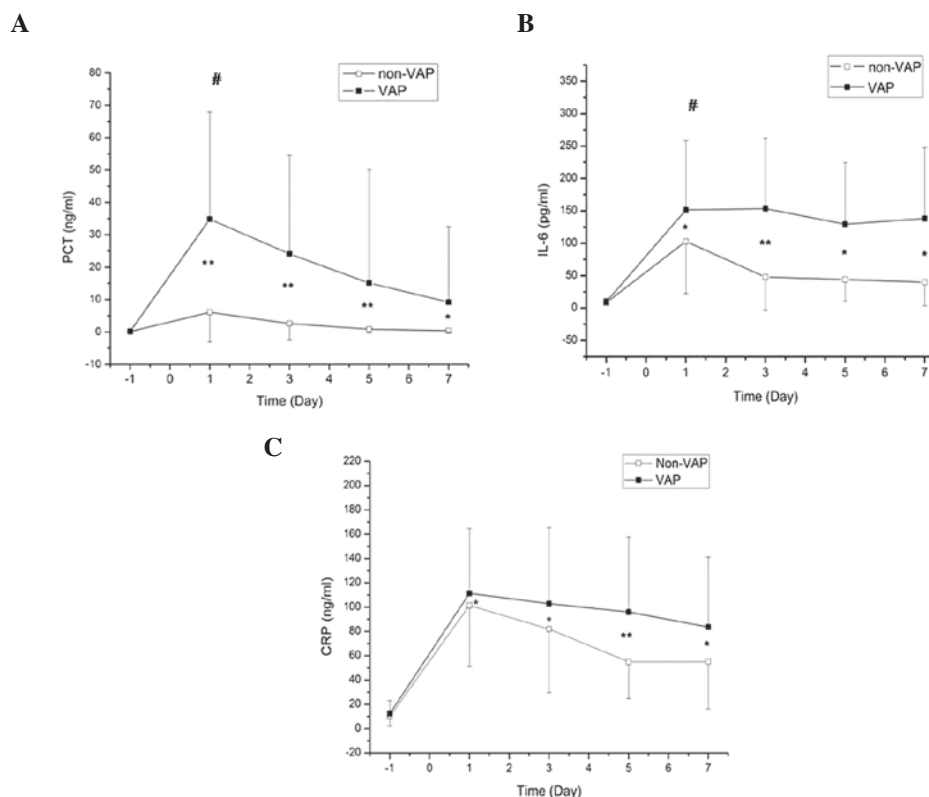 A
B
#
non-VAP
VAP
80
70
60
50
40
30
20
10
0
-10
PCT (ng/ml)
**
**
**
*
-1 0 1 2 3 4 5 6 7
Time (Day)
#
non-VAP
VAP
350
300
250
200
150
100
50
0
-50
IL-6 (pg/ml)
*
**
*
*
-1 0 1 2 3 4 5 6 7
Time (Day)
C
Non-VAP
VAP
220
200
180
160
140
120
100
80
60
40
20
0
-20
CRP (ng/ml)
*
*
**
*
-1 0 1 2 3 4 5 6 7
Time (Day)